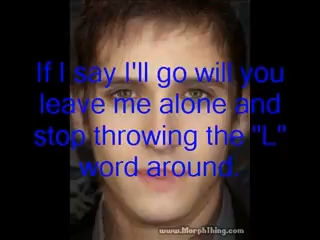 If I say I'll go will you
leave me alone and
stop throwing the "L"
word around.
www.MorphThing.com